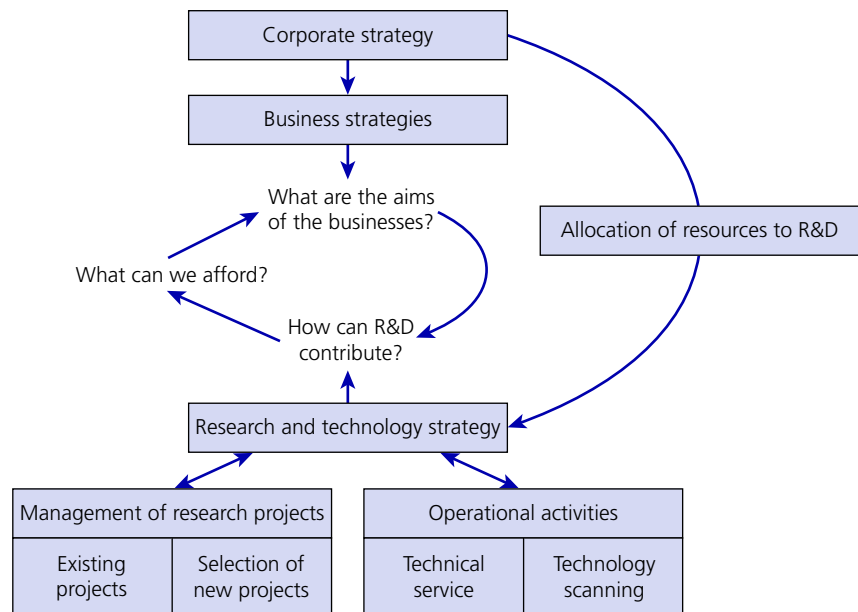 Corporate strategy
Business strategies
What are the aims
of the businesses?
Allocation of resources to R&D
What can we afford?
How can R&D
contribute?
Research and technology strategy
Management of research projects
Existing
projects
Selection of
new projects
Operational activities
Technical
service
Technology
scanning